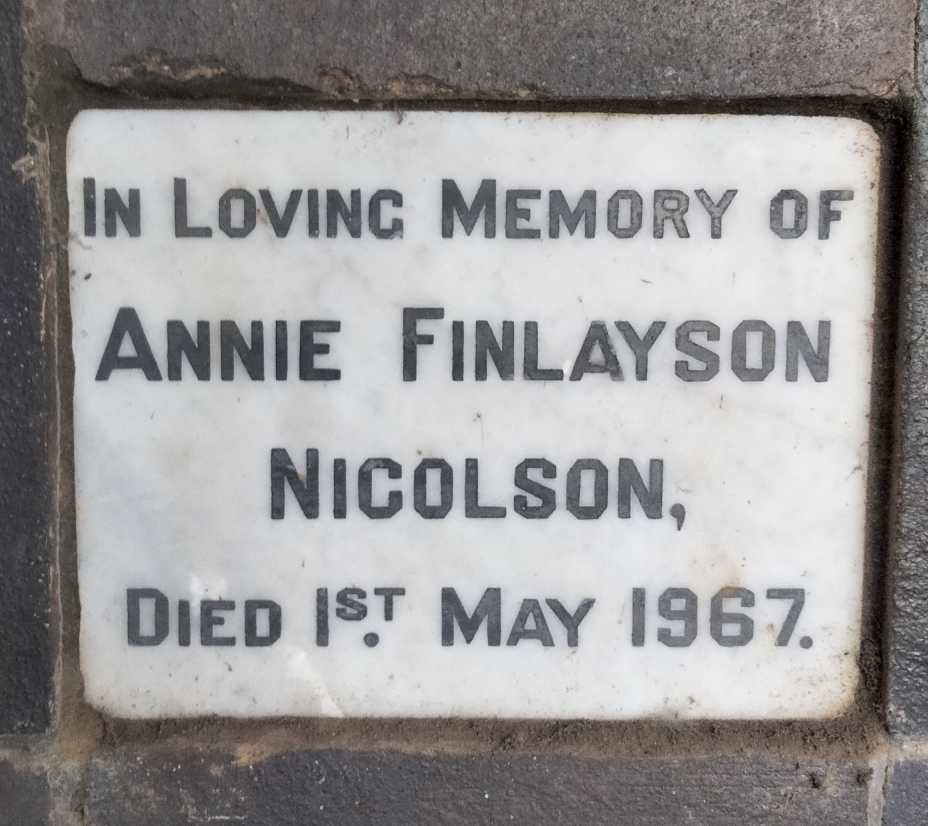 IN LOVING MEMORY OF
ANNIE FINLAYSON
NICOLSON,
DIED 1ST. MAY 1967.